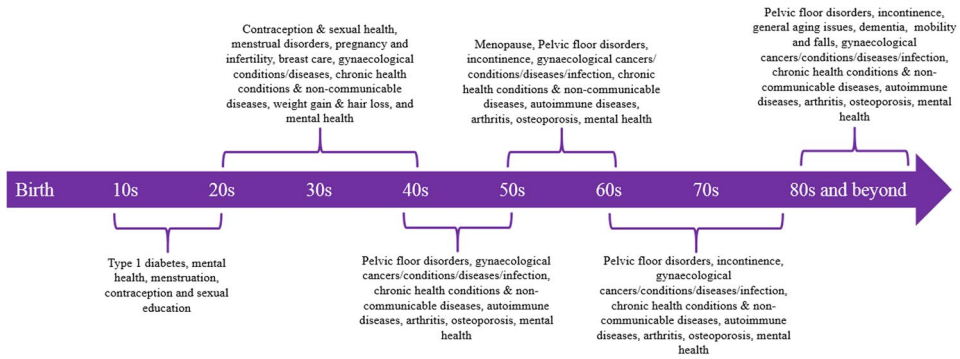 Contraception & sexual health,
menstrual disorders, pregnancy and
infertility, breast care, gynaecological
conditions/diseases, chronic health
conditions & non-communicable
diseases, weight gain & hair loss, and
mental health
Menopause, Pelvic floor disorders,
incontinence, gynaecological cancers/
conditions/diseases/infection, chronic
health conditions & non-communicable
diseases, autoimmune diseases,
arthritis, osteoporosis, mental health
Pelvic floor disorders, incontinence,
general aging issues, dementia, mobility
and falls, gynaecological
cancers/conditions/diseases/infection,
chronic health conditions & non-
communicable diseases, autoimmune
diseases, arthritis, osteoporosis, mental
health
Birth 10s 20s 30s 40s 50s 60s 70s 80s and beyond
Type 1 diabetes, mental
health, menstruation,
contraception and sexual
education
Pelvic floor disorders, gynaecological
cancers/conditions/diseases/infection,
chronic health conditions & non-
communicable diseases, autoimmune
diseases, arthritis, osteoporosis, mental
health
Pelvic floor disorders, incontinence,
gynaecological
cancers/conditions/diseases/infection,
chronic health conditions & non-
communicable diseases, autoimmune
diseases, arthritis, osteoporosis, mental
health